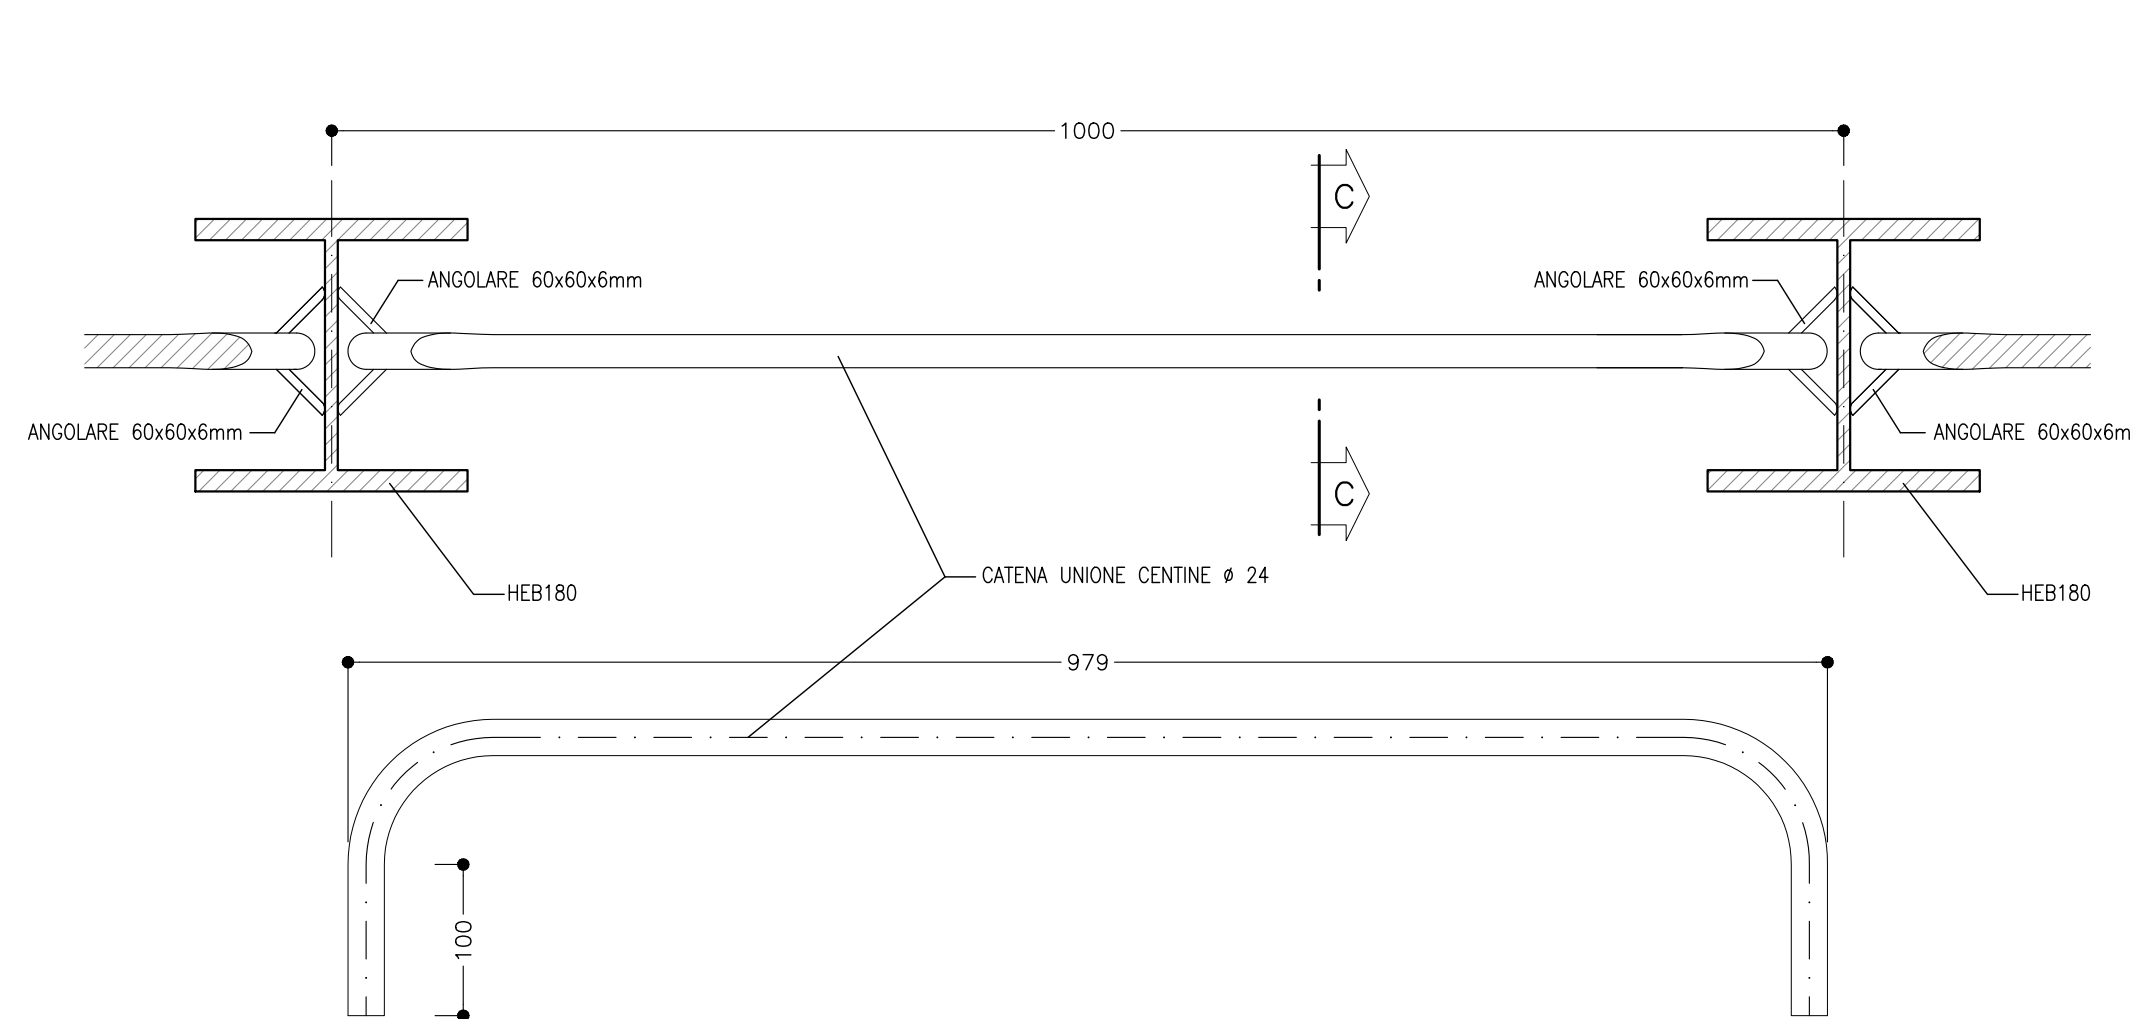 1000
C
ANGOLARE 60x60x6mm
ANGOLARE 60x60x6mm
ANGOLARE 60x60x6mm
ANGOLARE 60x60x6m
C
CATENA UNIONE CENTINE ø 24
HEB180
HEB180
979
100